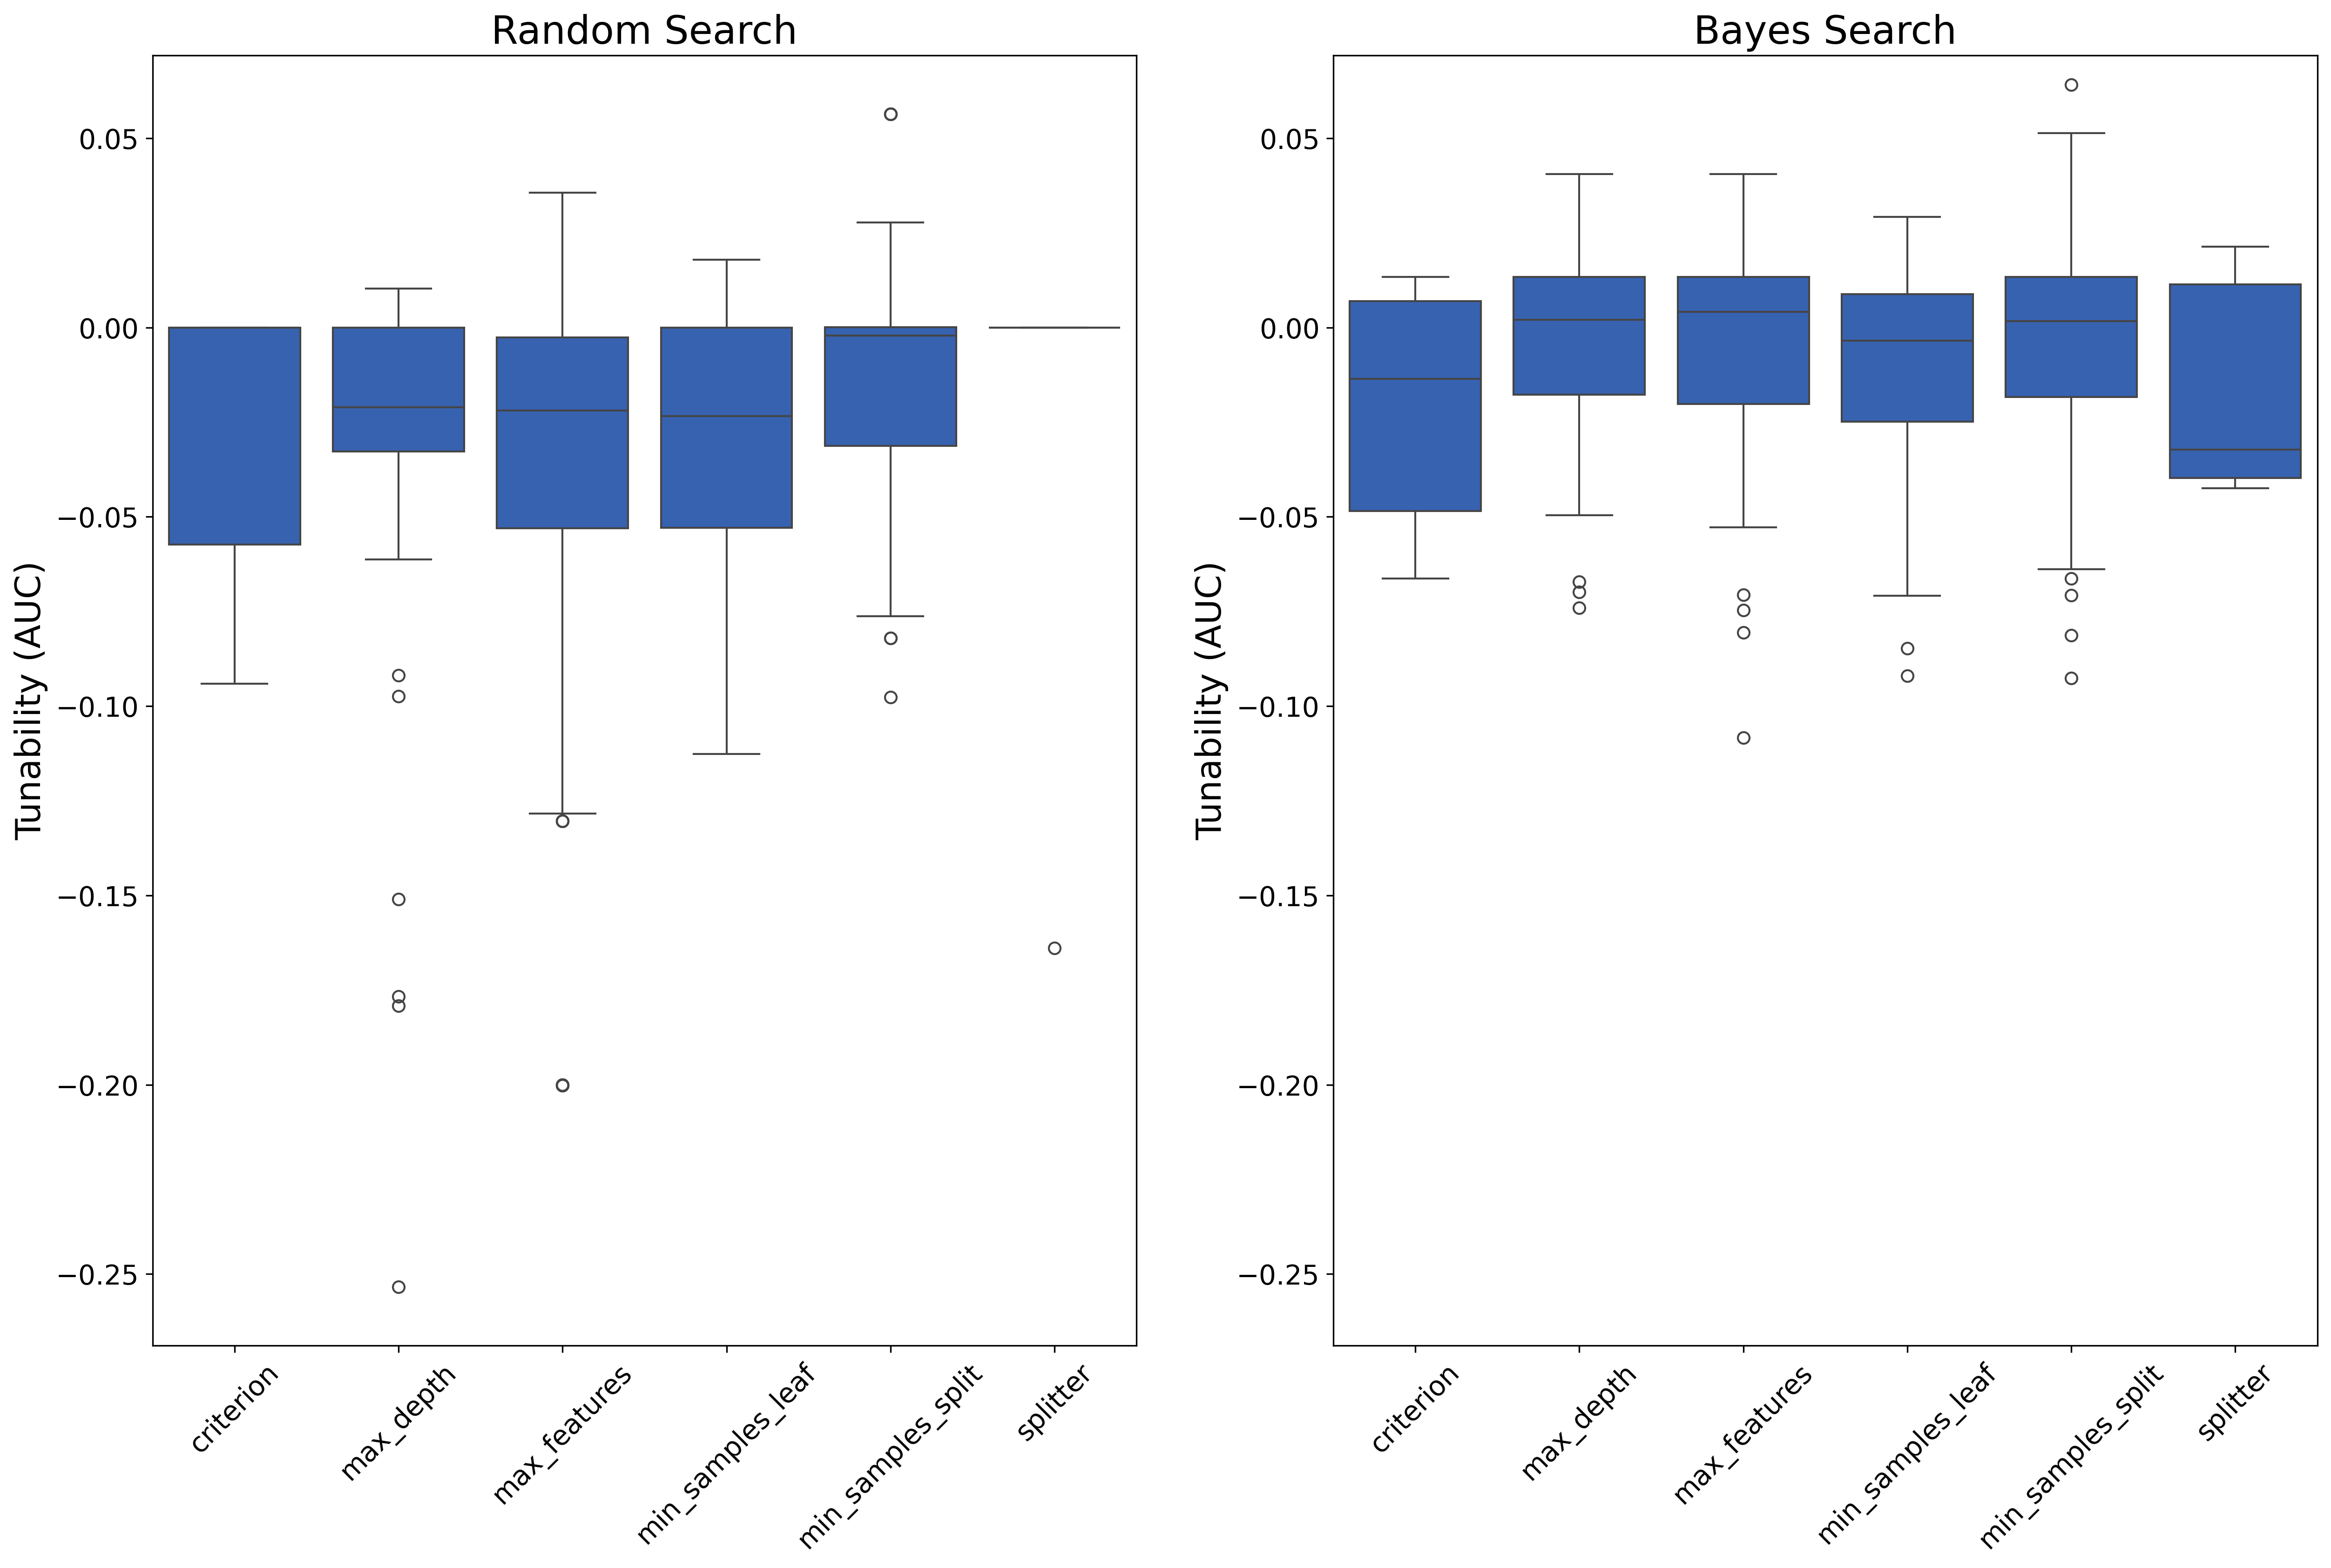 Random Search
Tunability (AUC)
0.05
0.00
−0.05
−0.10
−0.15
−0.20
−0.25
criterion
max_depth
max_features
min_samples_leaf
min_samples_split
splitter
Bayes Search
Tunability (AUC)
0.05
0.00
−0.05
−0.10
−0.15
−0.20
−0.25
criterion
max_depth
max_features
min_samples_leaf
min_samples_split
splitter